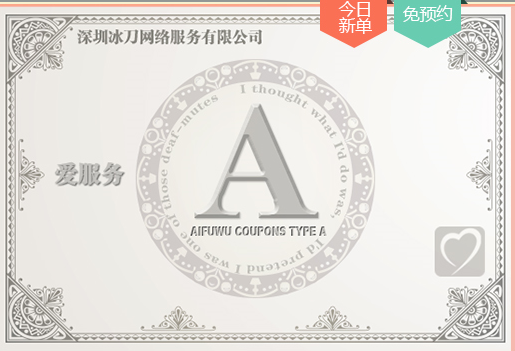 今日
新单
免预约
深圳冰刀网络服务有限公司
I thought what I'd do was, I'd pretend I was one of those deaf-mutes
爱服务
A
AIFUWU COUPONS TYPE A